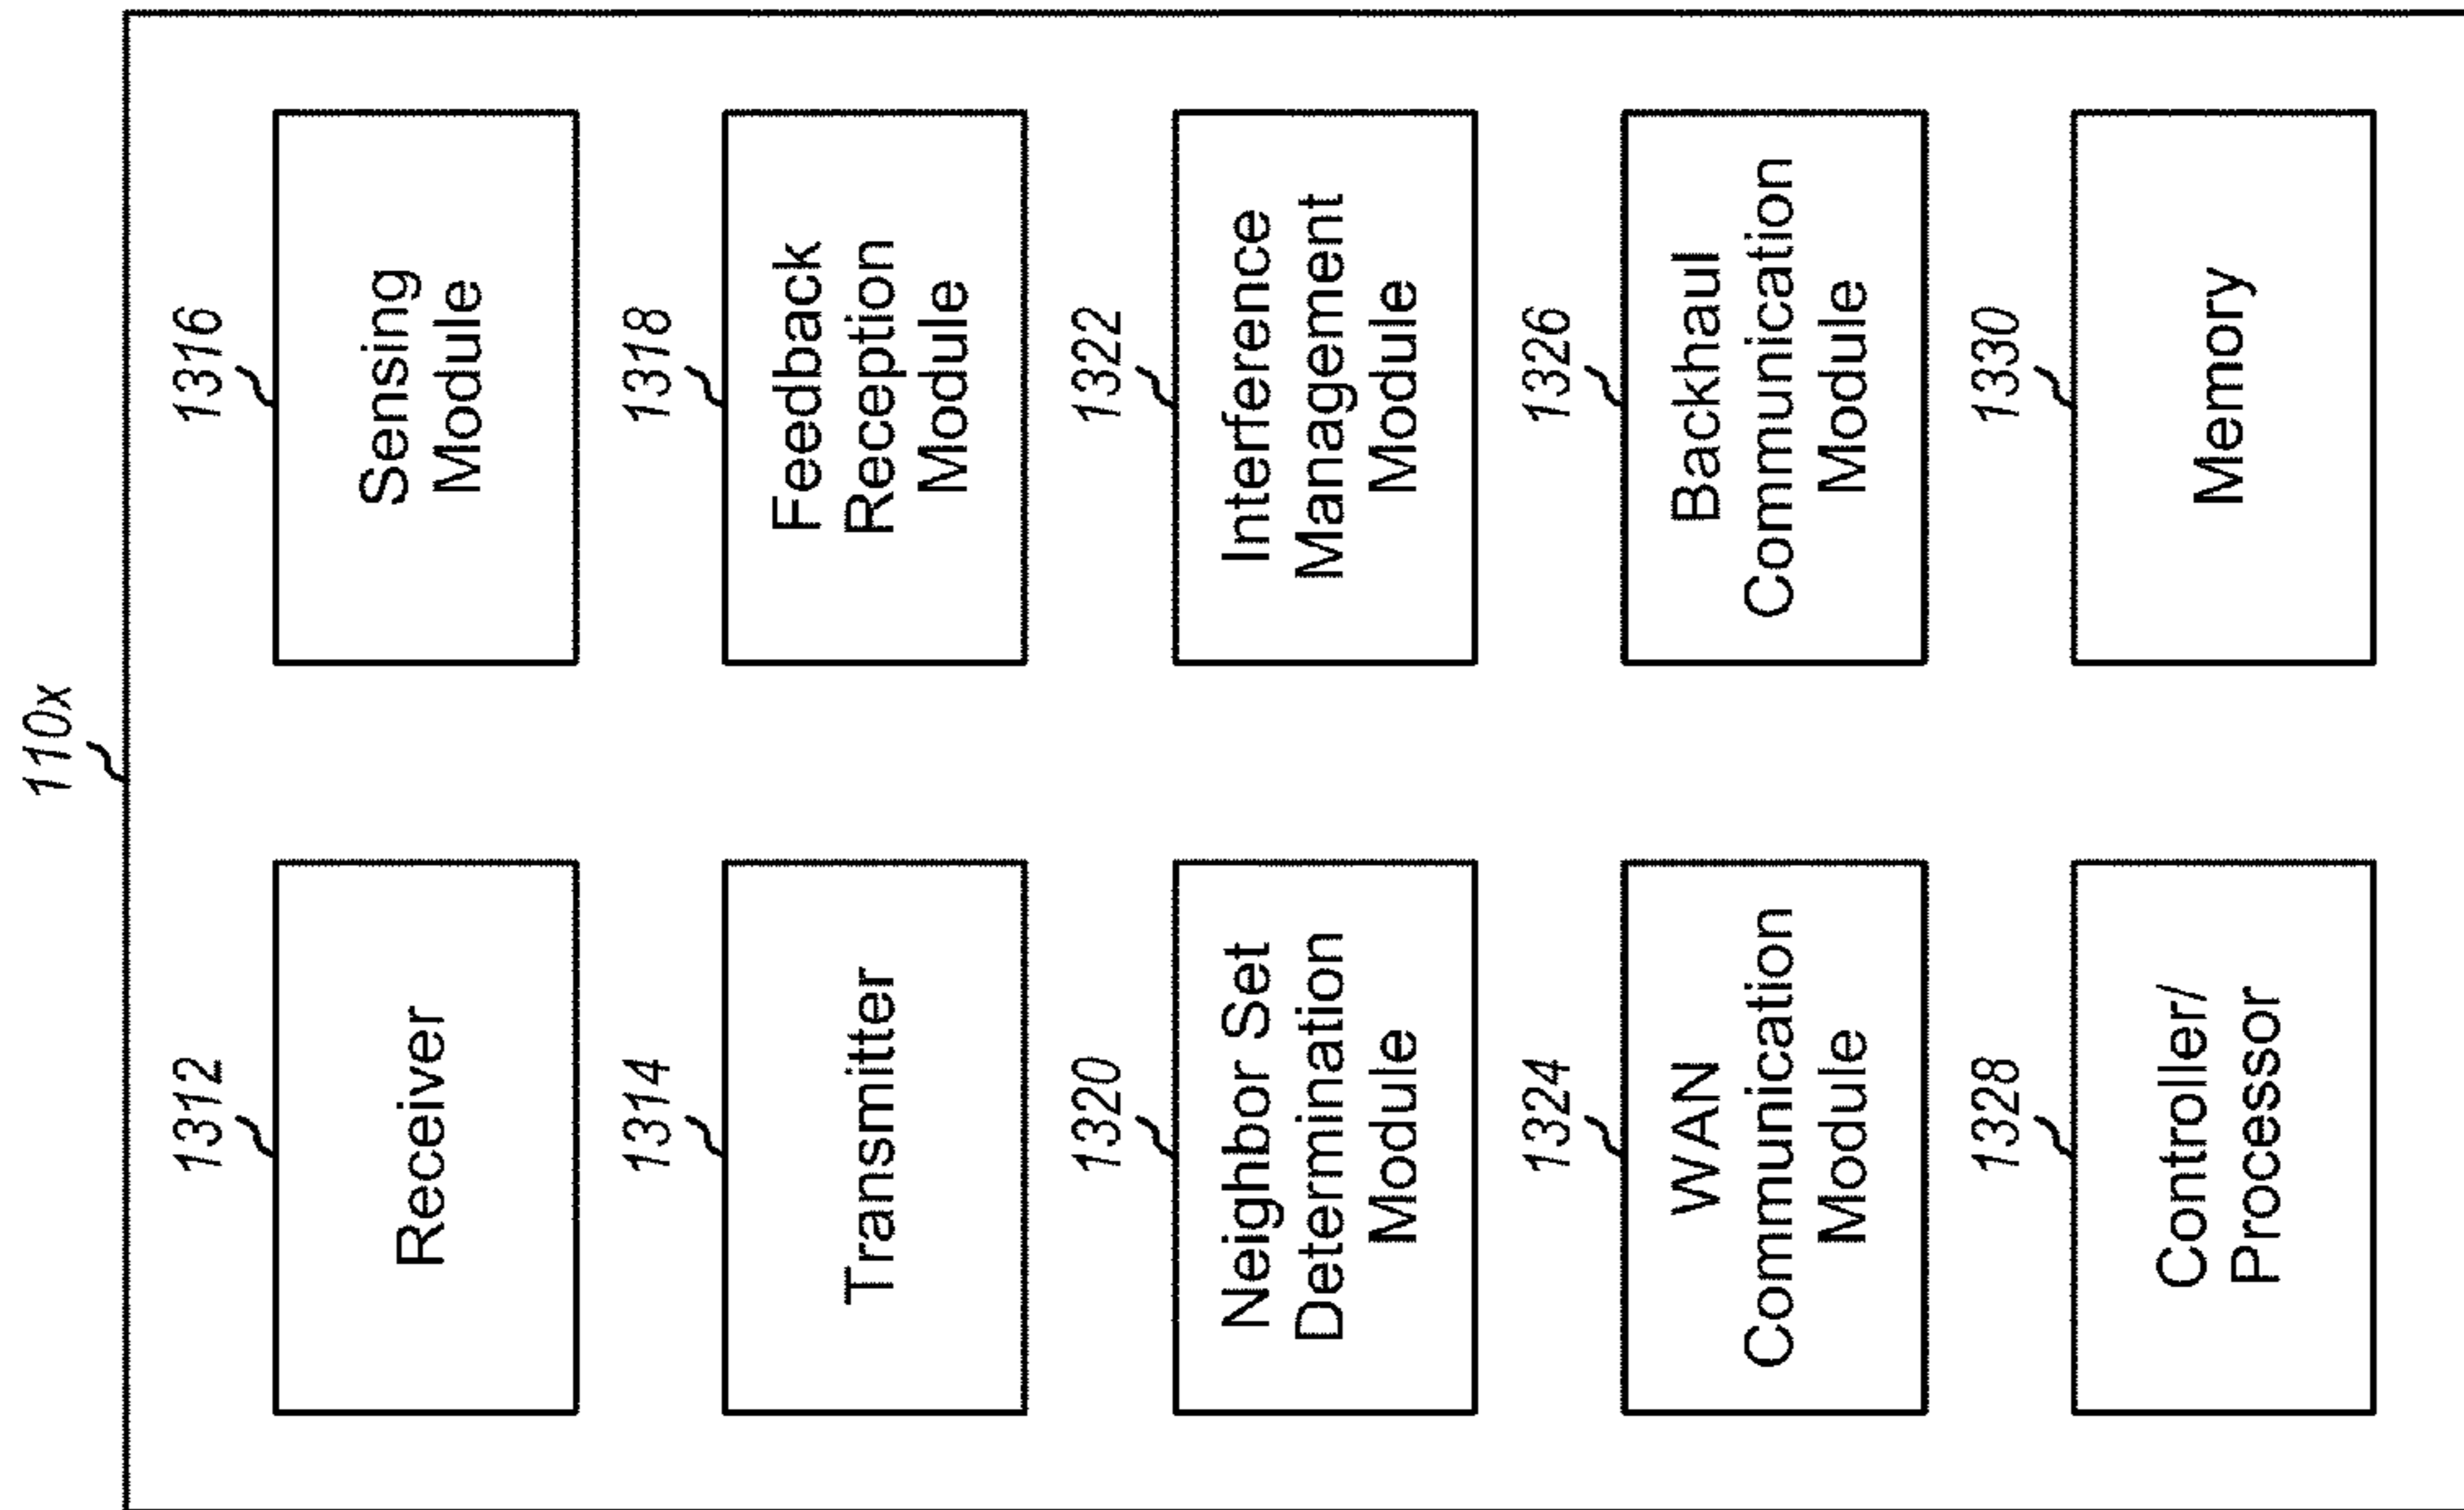 110x
1312
Receiver
1316
Sensing
Module
1314
Transmitter
1318
Feedback
Reception
Module
1320
Neighbor Set
Determination
Module
1322
Interference
Management
Module
1324
WAN
Communication
Module
1326
Backhaul
Communication
Module
1328
Controller/
Processor
1330
Memory